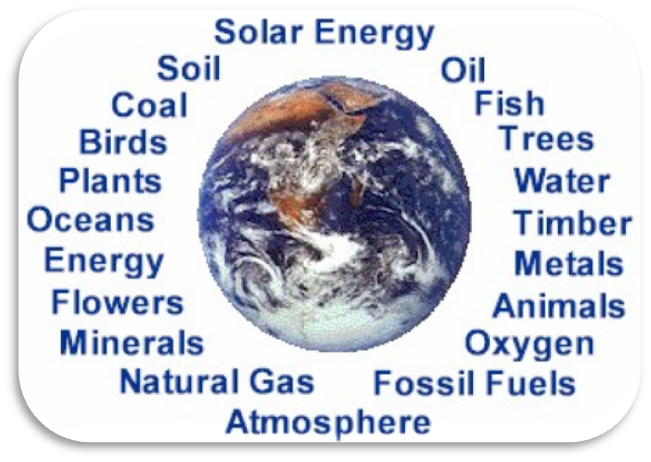 Solar Energy
Soil
Oil
Coal
Fish
Birds
Trees
Plants
Water
Oceans
Timber
Energy
Metals
Flowers
Animals
Minerals
Oxygen
Natural Gas
Fossil Fuels
Atmosphere